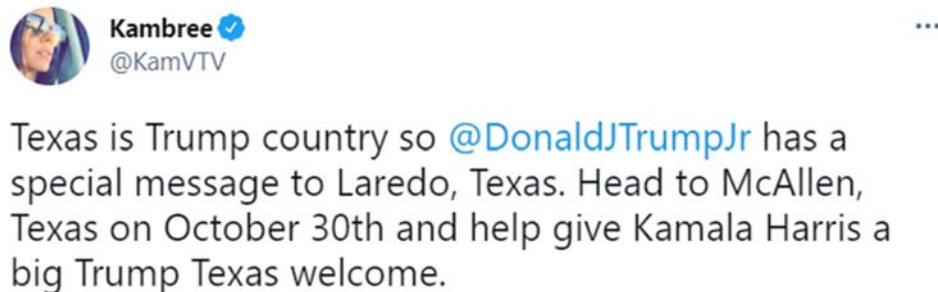 Kambree
@KamVTV
Texas is Trump country so @DonaldJTrumpJr has a
special message to Laredo, Texas. Head to McAllen,
Texas on October 30th and help give Kamala Harris a
big Trump Texas welcome.